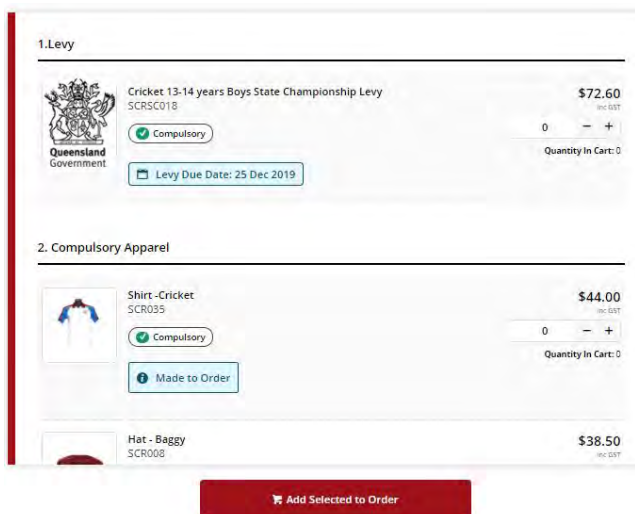 1.Levy
Cricket 13-14 years Boys State Championship Levy
$72.60
SCRSC018
inc GST
Compulsory
0 − +
Quantity In Cart: 0
Queensland
Government
Levy Due Date: 25 Dec 2019
2. Compulsory Apparel
Shirt -Cricket
$44.00
SCR035
inc GST
Compulsory
0 − +
Quantity In Cart: 0
Made to Order
Hat - Baggy
$38.50
SCR008
inc GST
Add Selected to Order